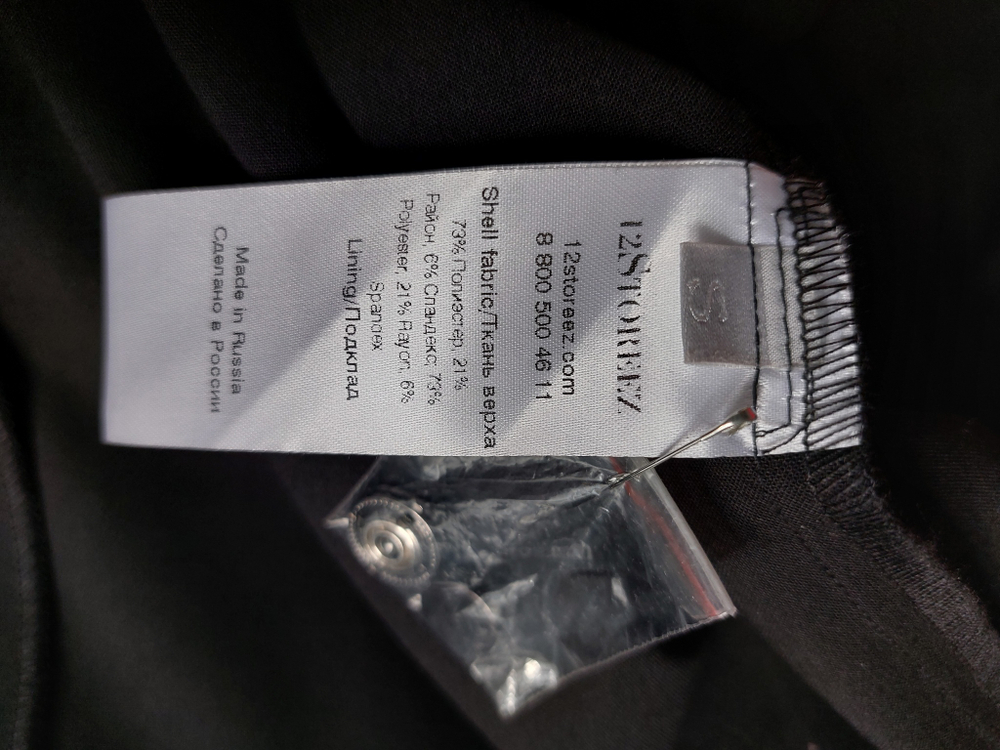 S
12STOREEZ
12storeez.com
8 800 500 46 11
Shell fabric/Ткань верха
73% Полиэстер, 21%
Район, 6% Спандекс; 73%
Polyester, 21% Rayon, 6%
Spandex
Lining/Подклад
Made in Russia
Сделано в России